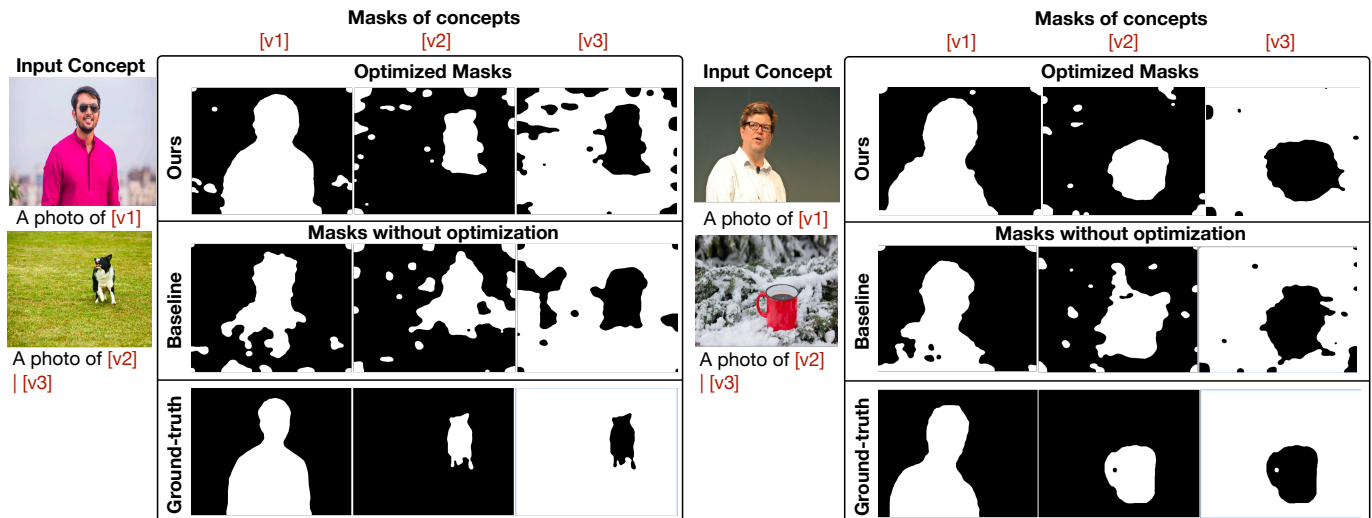 Masks of concepts
[v1] [v2] [v3]
Input Concept
Optimized Masks
Ours
A photo of [v1]
Masks without optimization
Baseline
A photo of [v2]
| [v3]
Ground-truth
Masks of concepts
[v1] [v2] [v3]
Input Concept
Optimized Masks
Ours
A photo of [v1]
Masks without optimization
Baseline
A photo of [v2]
| [v3]
Ground-truth